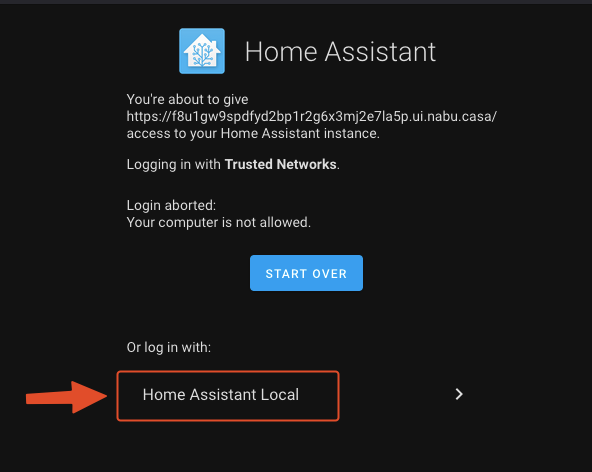 Home Assistant
You're about to give
https://f8u1gw9spdfyd2bp1r2g6x3mj2e7la5p.ui.nabu.casa/
access to your Home Assistant instance.
Logging in with Trusted Networks.
Login aborted:
Your computer is not allowed.
START OVER
Or log in with:
Home Assistant Local